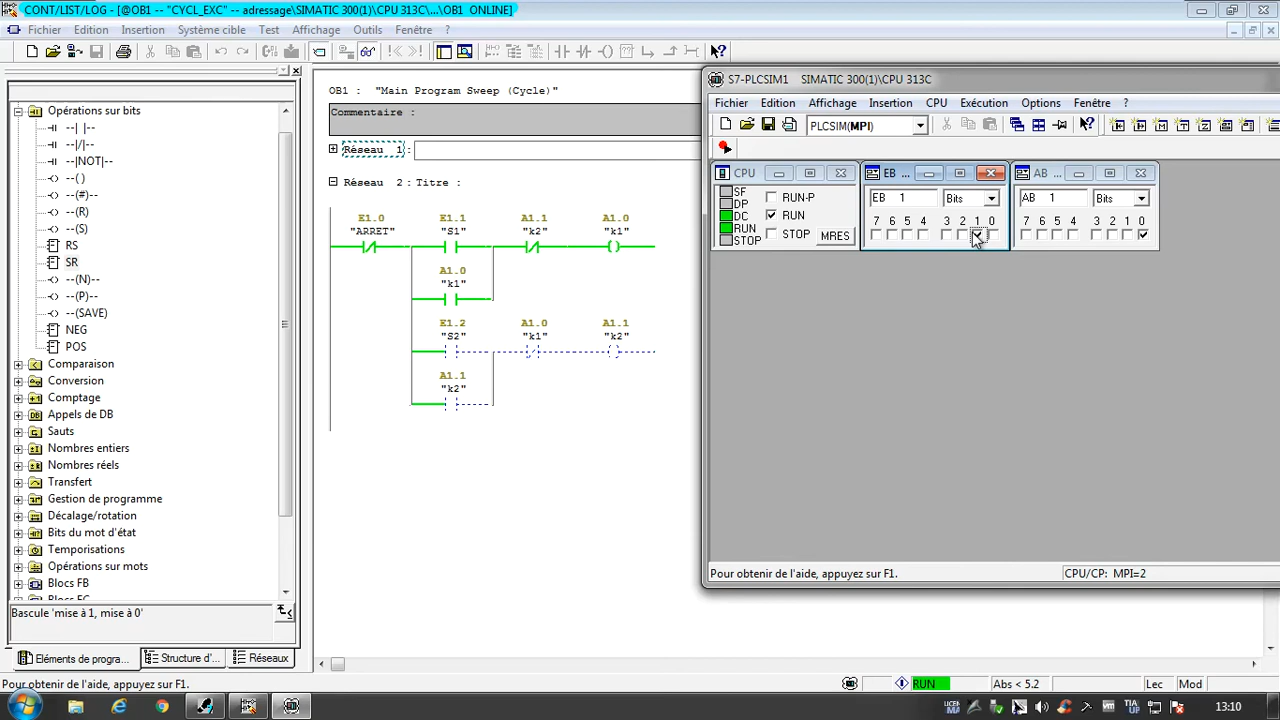 CONT/LIST/LOG - [@OB1 -- "CYCL_EXC" -- adressage\SIMATIC 300(1)\CPU 313C\...\OB1 ONLINE]
Fichier Edition Insertion Système cible Test Affichage Outils Fenêtre ?
Opérations sur bits
--| |--
--|/|--
--|NOT|--
--( )
--(#)--
--(R)
--(S)
RS
SR
--(N)--
--(P)--
--(SAVE)
NEG
POS
Comparaison
Conversion
Comptage
Appels de DB
Sauts
Nombres entiers
Nombres réels
Transfert
Gestion de programme
Décalage/rotation
Bits du mot d'état
Temporisations
Opérations sur mots
Blocs FB
Bascule 'mise à 1, mise à 0'
Eléments de progra...
Structure d'...
Réseaux
OB1 : "Main Program Sweep (Cycle)"
Commentaire :
Réseau 1 :
Réseau 2 : Titre :
E1.0 E1.1 A1.1 A1.0
"ARRET" "S1" "k2" "k1"
A1.0
"k1"
E1.2 A1.0 A1.1
"S2" "k1" "k2"
A1.1
"k2"
S7-PLCSIM1 SIMATIC 300(1)\CPU 313C
Fichier Edition Affichage Insertion CPU Exécution Options Fenêtre ?
PLCSIM(MPI)
CPU
SF
DP
DC
RUN
STOP
RUN-P
RUN
STOP
MRES
EB ...
EB 1 Bits
7 6 5 4 3 2 1 0
AB ...
AB 1 Bits
7 6 5 4 3 2 1 0
Pour obtenir de l'aide, appuyez sur F1. CPU/CP: MPI=2
Pour obtenir de l'aide, appuyez sur F1. RUN Abs < 5.2 Lec Mod
13:10